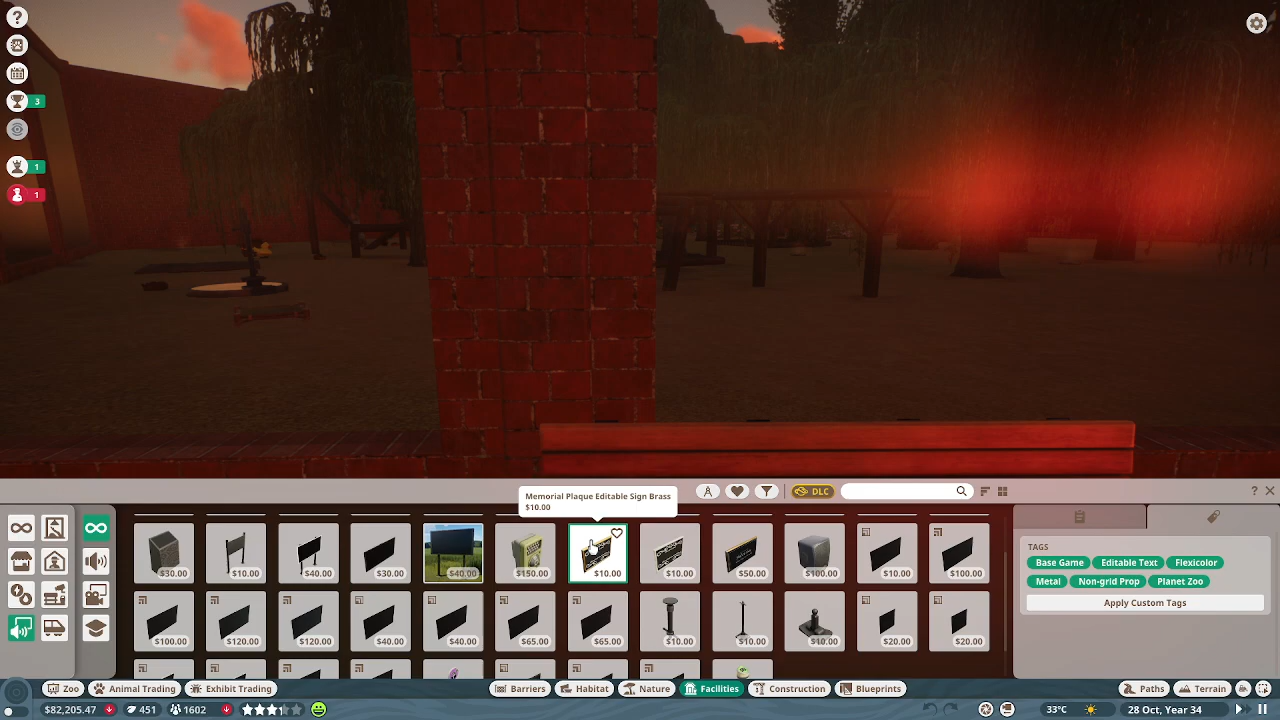 ?
3
1
1
Memorial Plaque Editable Sign Brass
$10.00
DLC
?
$30.00
$10.00
$40.00
$30.00
$40.00
$150.00
$10.00
$10.00
$50.00
$100.00
$10.00
$100.00
$100.00
$120.00
$120.00
$40.00
$40.00
$65.00
$65.00
$10.00
$10.00
$10.00
$20.00
$20.00
TAGS
Base Game
Editable Text
Flexicolor
Metal
Non-grid Prop
Planet Zoo
Apply Custom Tags
Zoo
Animal Trading
Exhibit Trading
Barriers
Habitat
Nature
Facilities
Construction
Blueprints
Paths
Terrain
$82,205.47
451
1602
33°C
28 Oct, Year 34